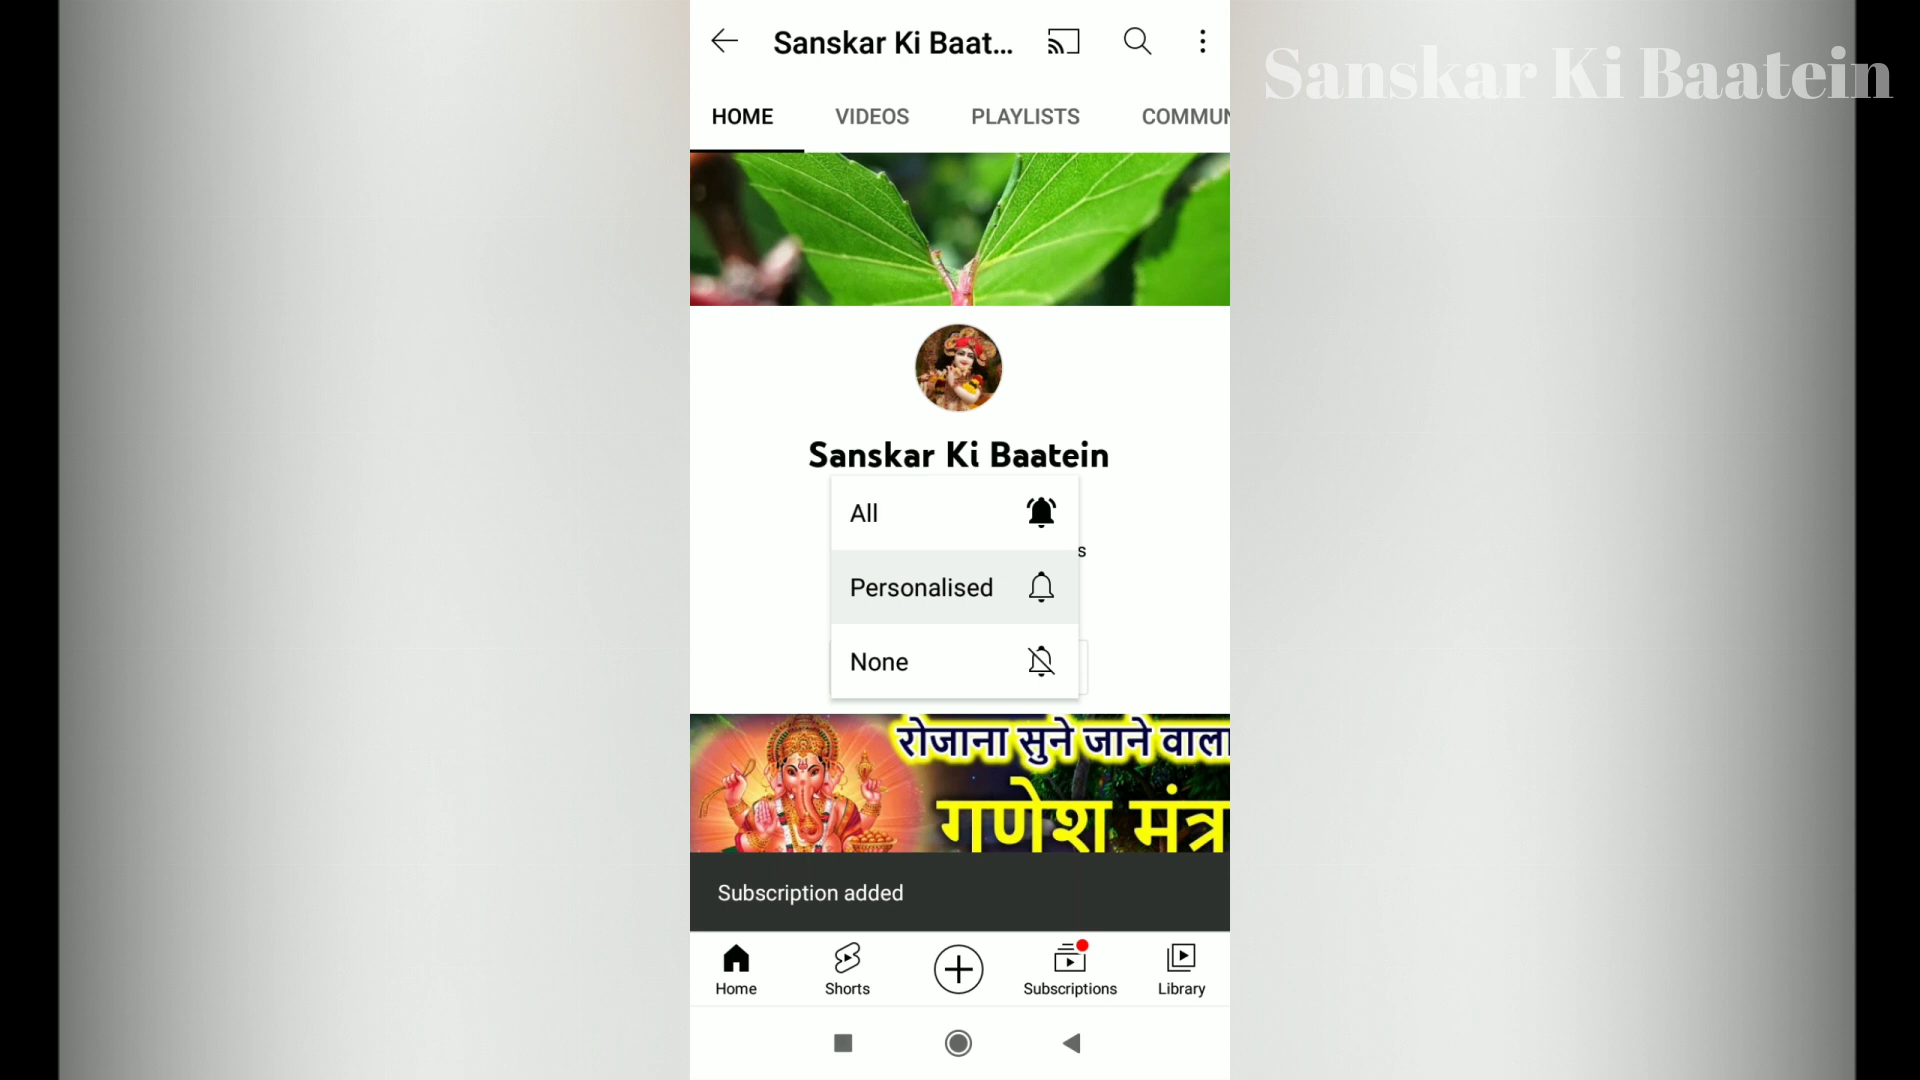 Sanskar Ki Baat...
Sanskar Ki Baatein
HOME VIDEOS PLAYLISTS COMMUN
Sanskar Ki Baatein
All
s
Personalised
None
रोजाना सुने जाने वाला
गणेश मंत्र
Subscription added
Home Shorts Subscriptions Library